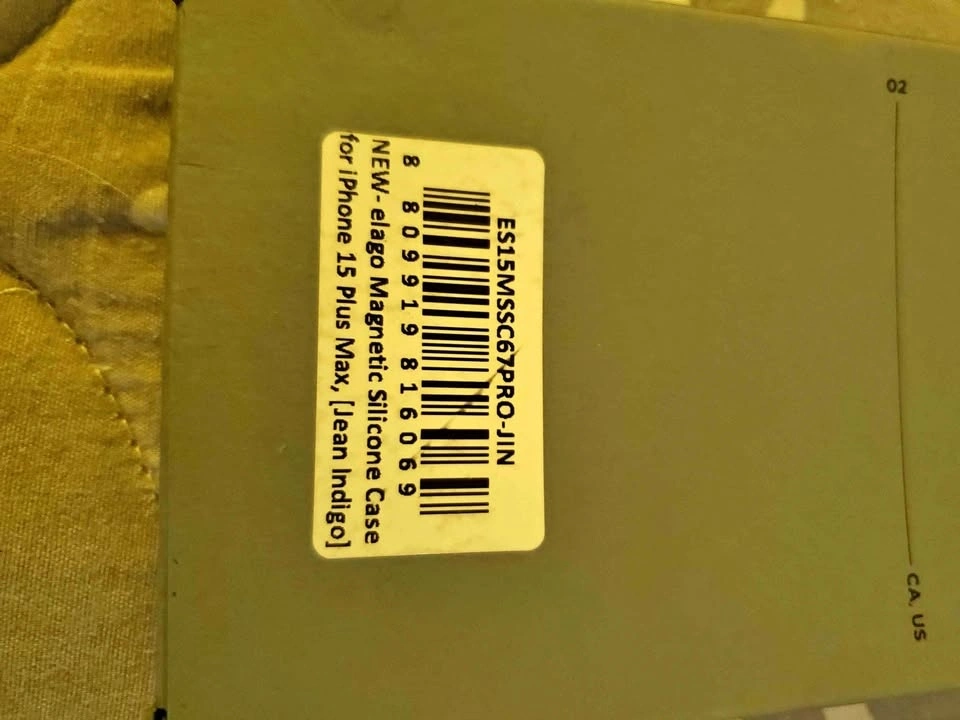 02
CA, US
ES15MSSC67PRO-JIN
8 809919 816069
NEW- elago Magnetic Silicone Case
for iPhone 15 Plus Max, [Jean Indigo]